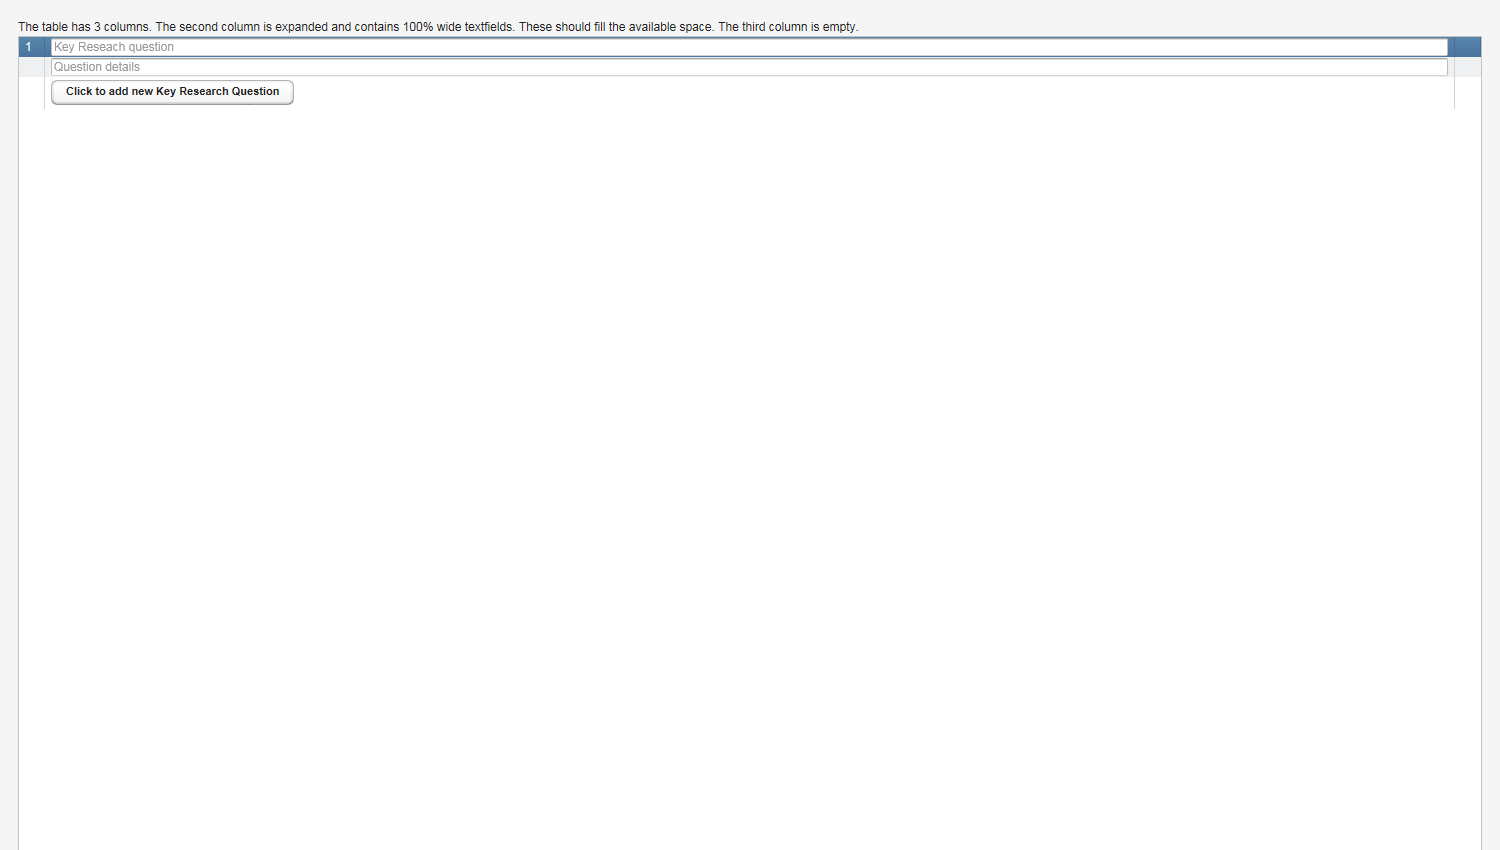 The table has 3 columns. The second column is expanded and contains 100% wide textfields. These should fill the available space. The third column is empty.
1 Key Reseach question
Question details
Click to add new Key Research Question